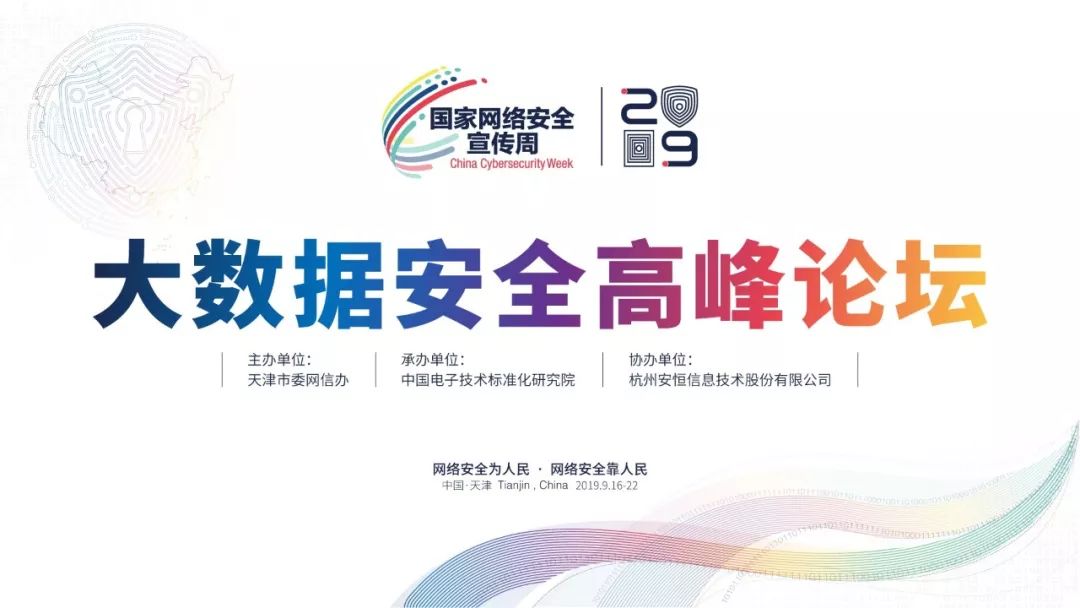 国家网络安全
宣传周
China Cybersecurity Week
2019
大数据安全高峰论坛
主办单位：
天津市委网信办
承办单位：
中国电子技术标准化研究院
协办单位：
杭州安恒信息技术股份有限公司
网络安全为人民 · 网络安全靠人民
中国·天津 Tianjin , China 2019.9.16-22